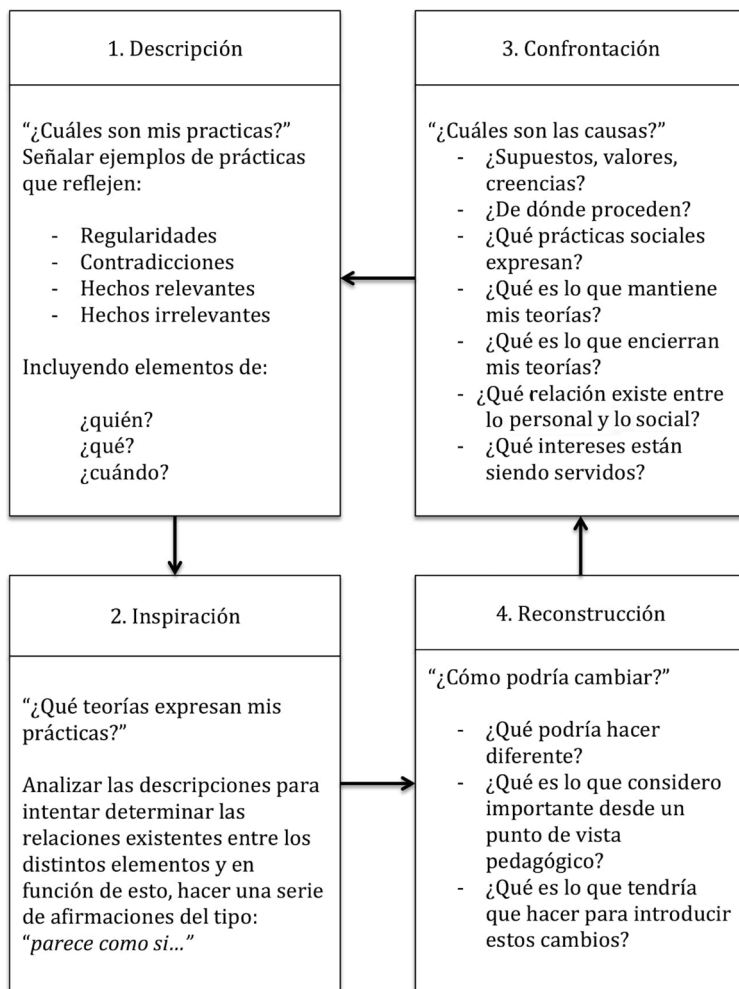 1. Descripción
“¿Cuáles son mis practicas?”
Señalar ejemplos de prácticas
que reflejen:
- Regularidades
- Contradicciones
- Hechos relevantes
- Hechos irrelevantes
Incluyendo elementos de:
¿quién?
¿qué?
¿cuándo?
2. Inspiración
“¿Qué teorías expresan mis
prácticas?”
Analizar las descripciones para
intentar determinar las
relaciones existentes entre los
distintos elementos y en
función de esto, hacer una serie
de afirmaciones del tipo:
“parece como si...”
3. Confrontación
“¿Cuáles son las causas?”
- ¿Supuestos, valores,
creencias?
- ¿De dónde proceden?
- ¿Qué prácticas sociales
expresan?
- ¿Qué es lo que mantiene
mis teorías?
- ¿Qué es lo que encierran
mis teorías?
- ¿Qué relación existe entre
lo personal y lo social?
- ¿Qué intereses están
siendo servidos?
4. Reconstrucción
“¿Cómo podría cambiar?”
- ¿Qué podría hacer
diferente?
- ¿Qué es lo que considero
importante desde un
punto de vista
pedagógico?
- ¿Qué es lo que tendría
que hacer para introducir
estos cambios?